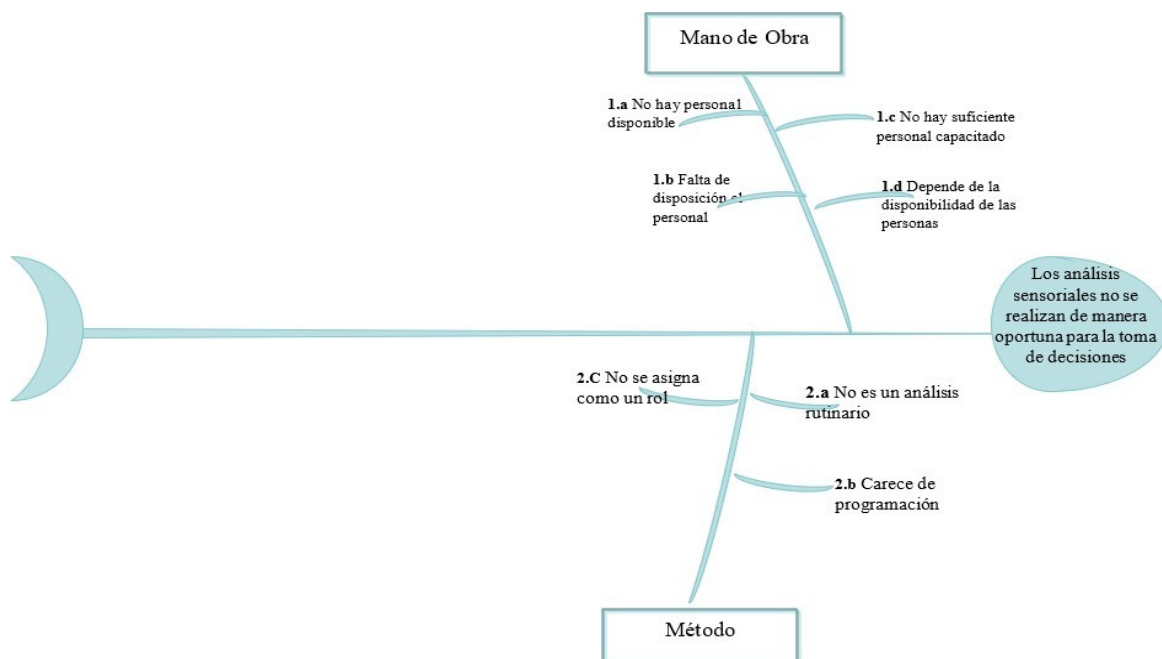 Mano de Obra
1.a No hay personal
disponible
1.c No hay suficiente
personal capacitado
1.b Falta de
disposición el
personal
1.d Depende de la
disponibilidad de las
personas
Los análisis
sensoriales no se
realizan de manera
oportuna para la toma
de decisiones
2.C No se asigna
como un rol
2.a No es un análisis
rutinario
2.b Carece de
programación
Método